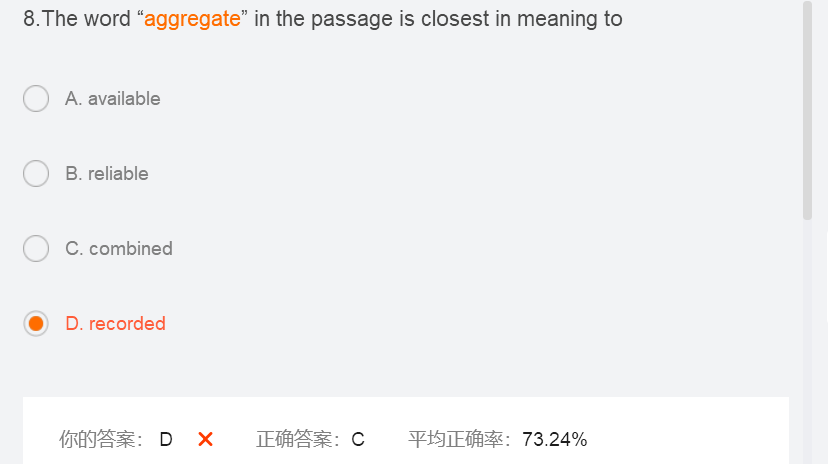 8.The word “aggregate” in the passage is closest in meaning to
A. available
B. reliable
C. combined
D. recorded
你的答案： D 正确答案： C 平均正确率： 73.24%